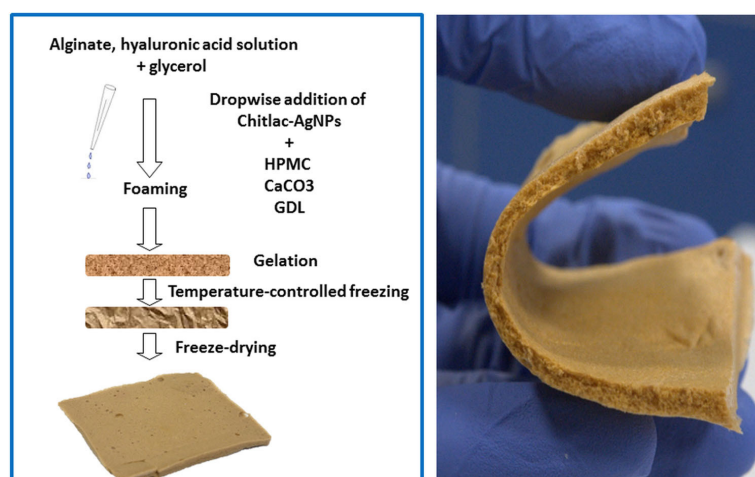 Alginate, hyaluronic acid solution
+ glycerol
Dropwise addition of
Chitlac-AgNPs
+
HPMC
CaCO3
GDL
Foaming
Gelation
Temperature-controlled freezing
Freeze-drying